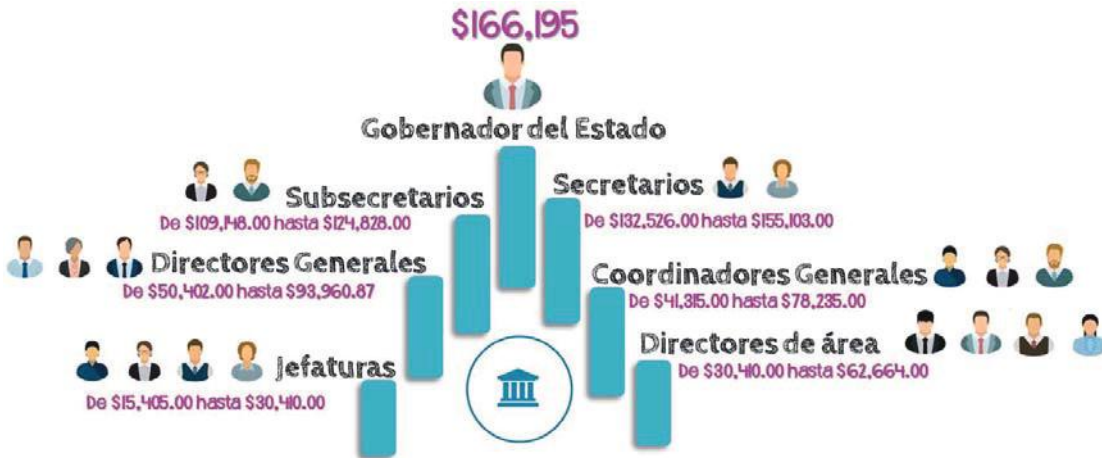 $166,195
Gobernador del Estado
Subsecretarios
De $109,148.00 hasta $124,828.00
Secretarios
De $132,526.00 hasta $155,103.00
Directores Generales
De $50,402.00 hasta $93,960.87
Coordinadores Generales
De $41,315.00 hasta $78,235.00
Jefaturas
De $15,405.00 hasta $30,410.00
Directores de área
De $30,410.00 hasta $62,664.00